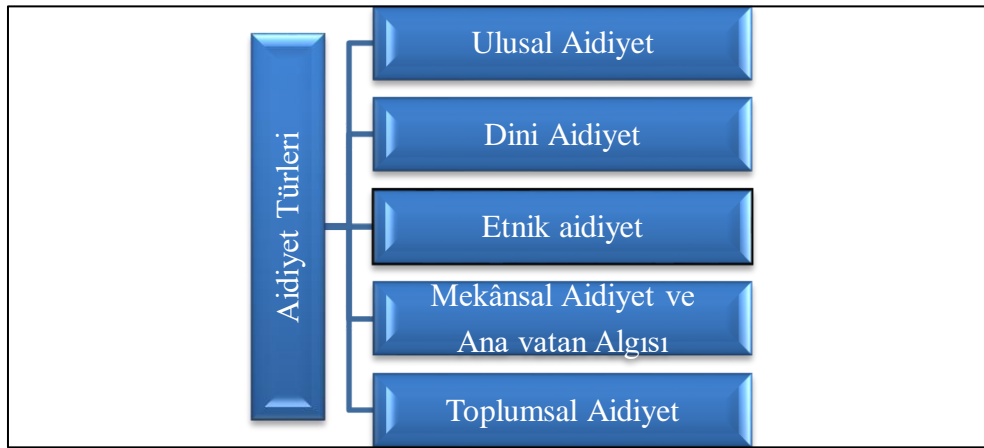 Aidiyet Türleri
Ulusal Aidiyet
Dini Aidiyet
Etnik aidiyet
Mekânsal Aidiyet ve
Ana vatan Algısı
Toplumsal Aidiyet